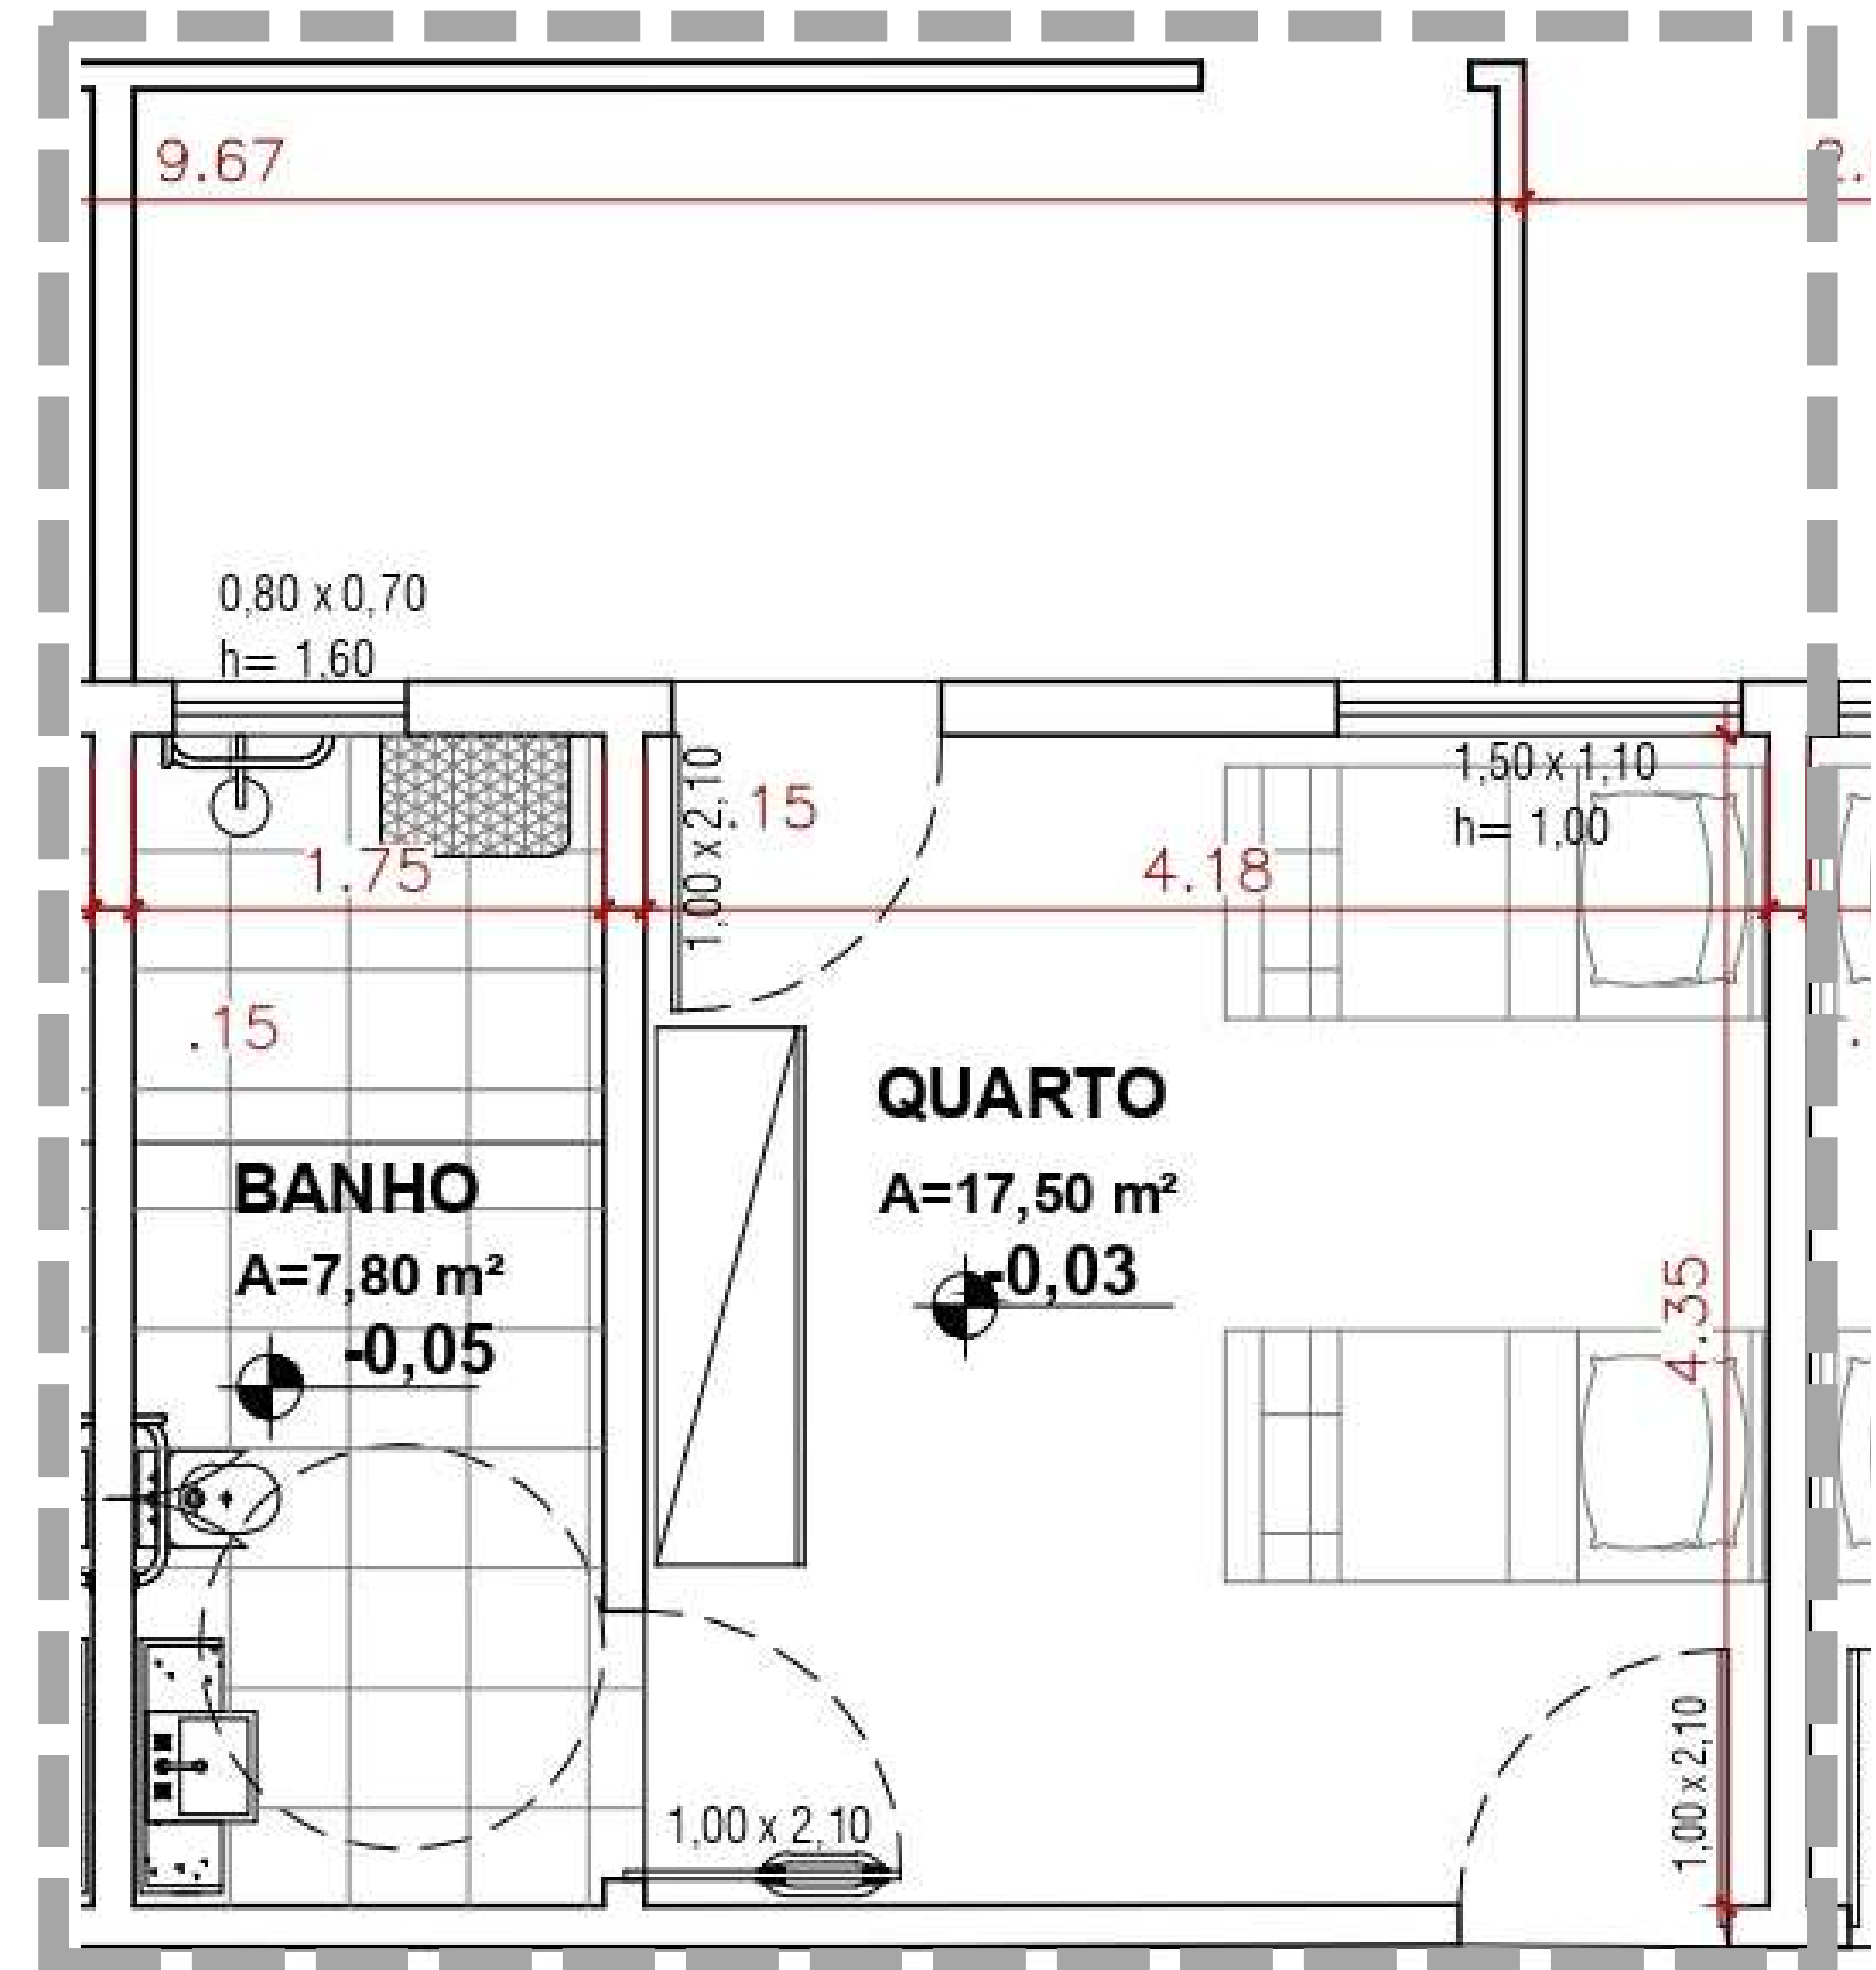 9.67
0,80 x 0,70
h= 1,60
1,00 x 2,10
.15
1,50 x 1,10
h= 1,00
1.75
4.18
.15
QUARTO
A=17,50 m²
-0,03
BANHO
A=7,80 m²
-0,05
4.35
1,00 x 2,10
1,00 x 2,10